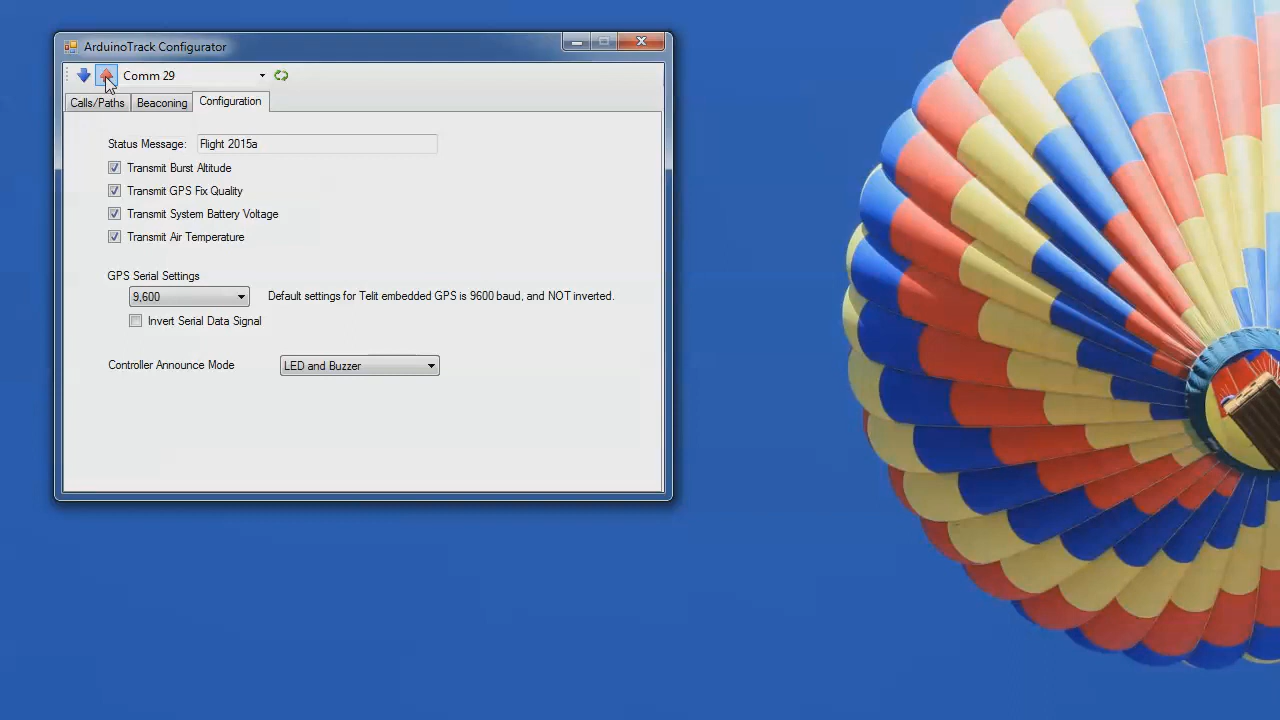 ArduinoTrack Configurator
Comm 29
Calls/Paths Beaconing Configuration
Status Message: Flight 2015a
Transmit Burst Altitude
Transmit GPS Fix Quality
Transmit System Battery Voltage
Transmit Air Temperature
GPS Serial Settings
9,600 Default settings for Telit embedded GPS is 9600 baud, and NOT inverted.
Invert Serial Data Signal
Controller Announce Mode LED and Buzzer